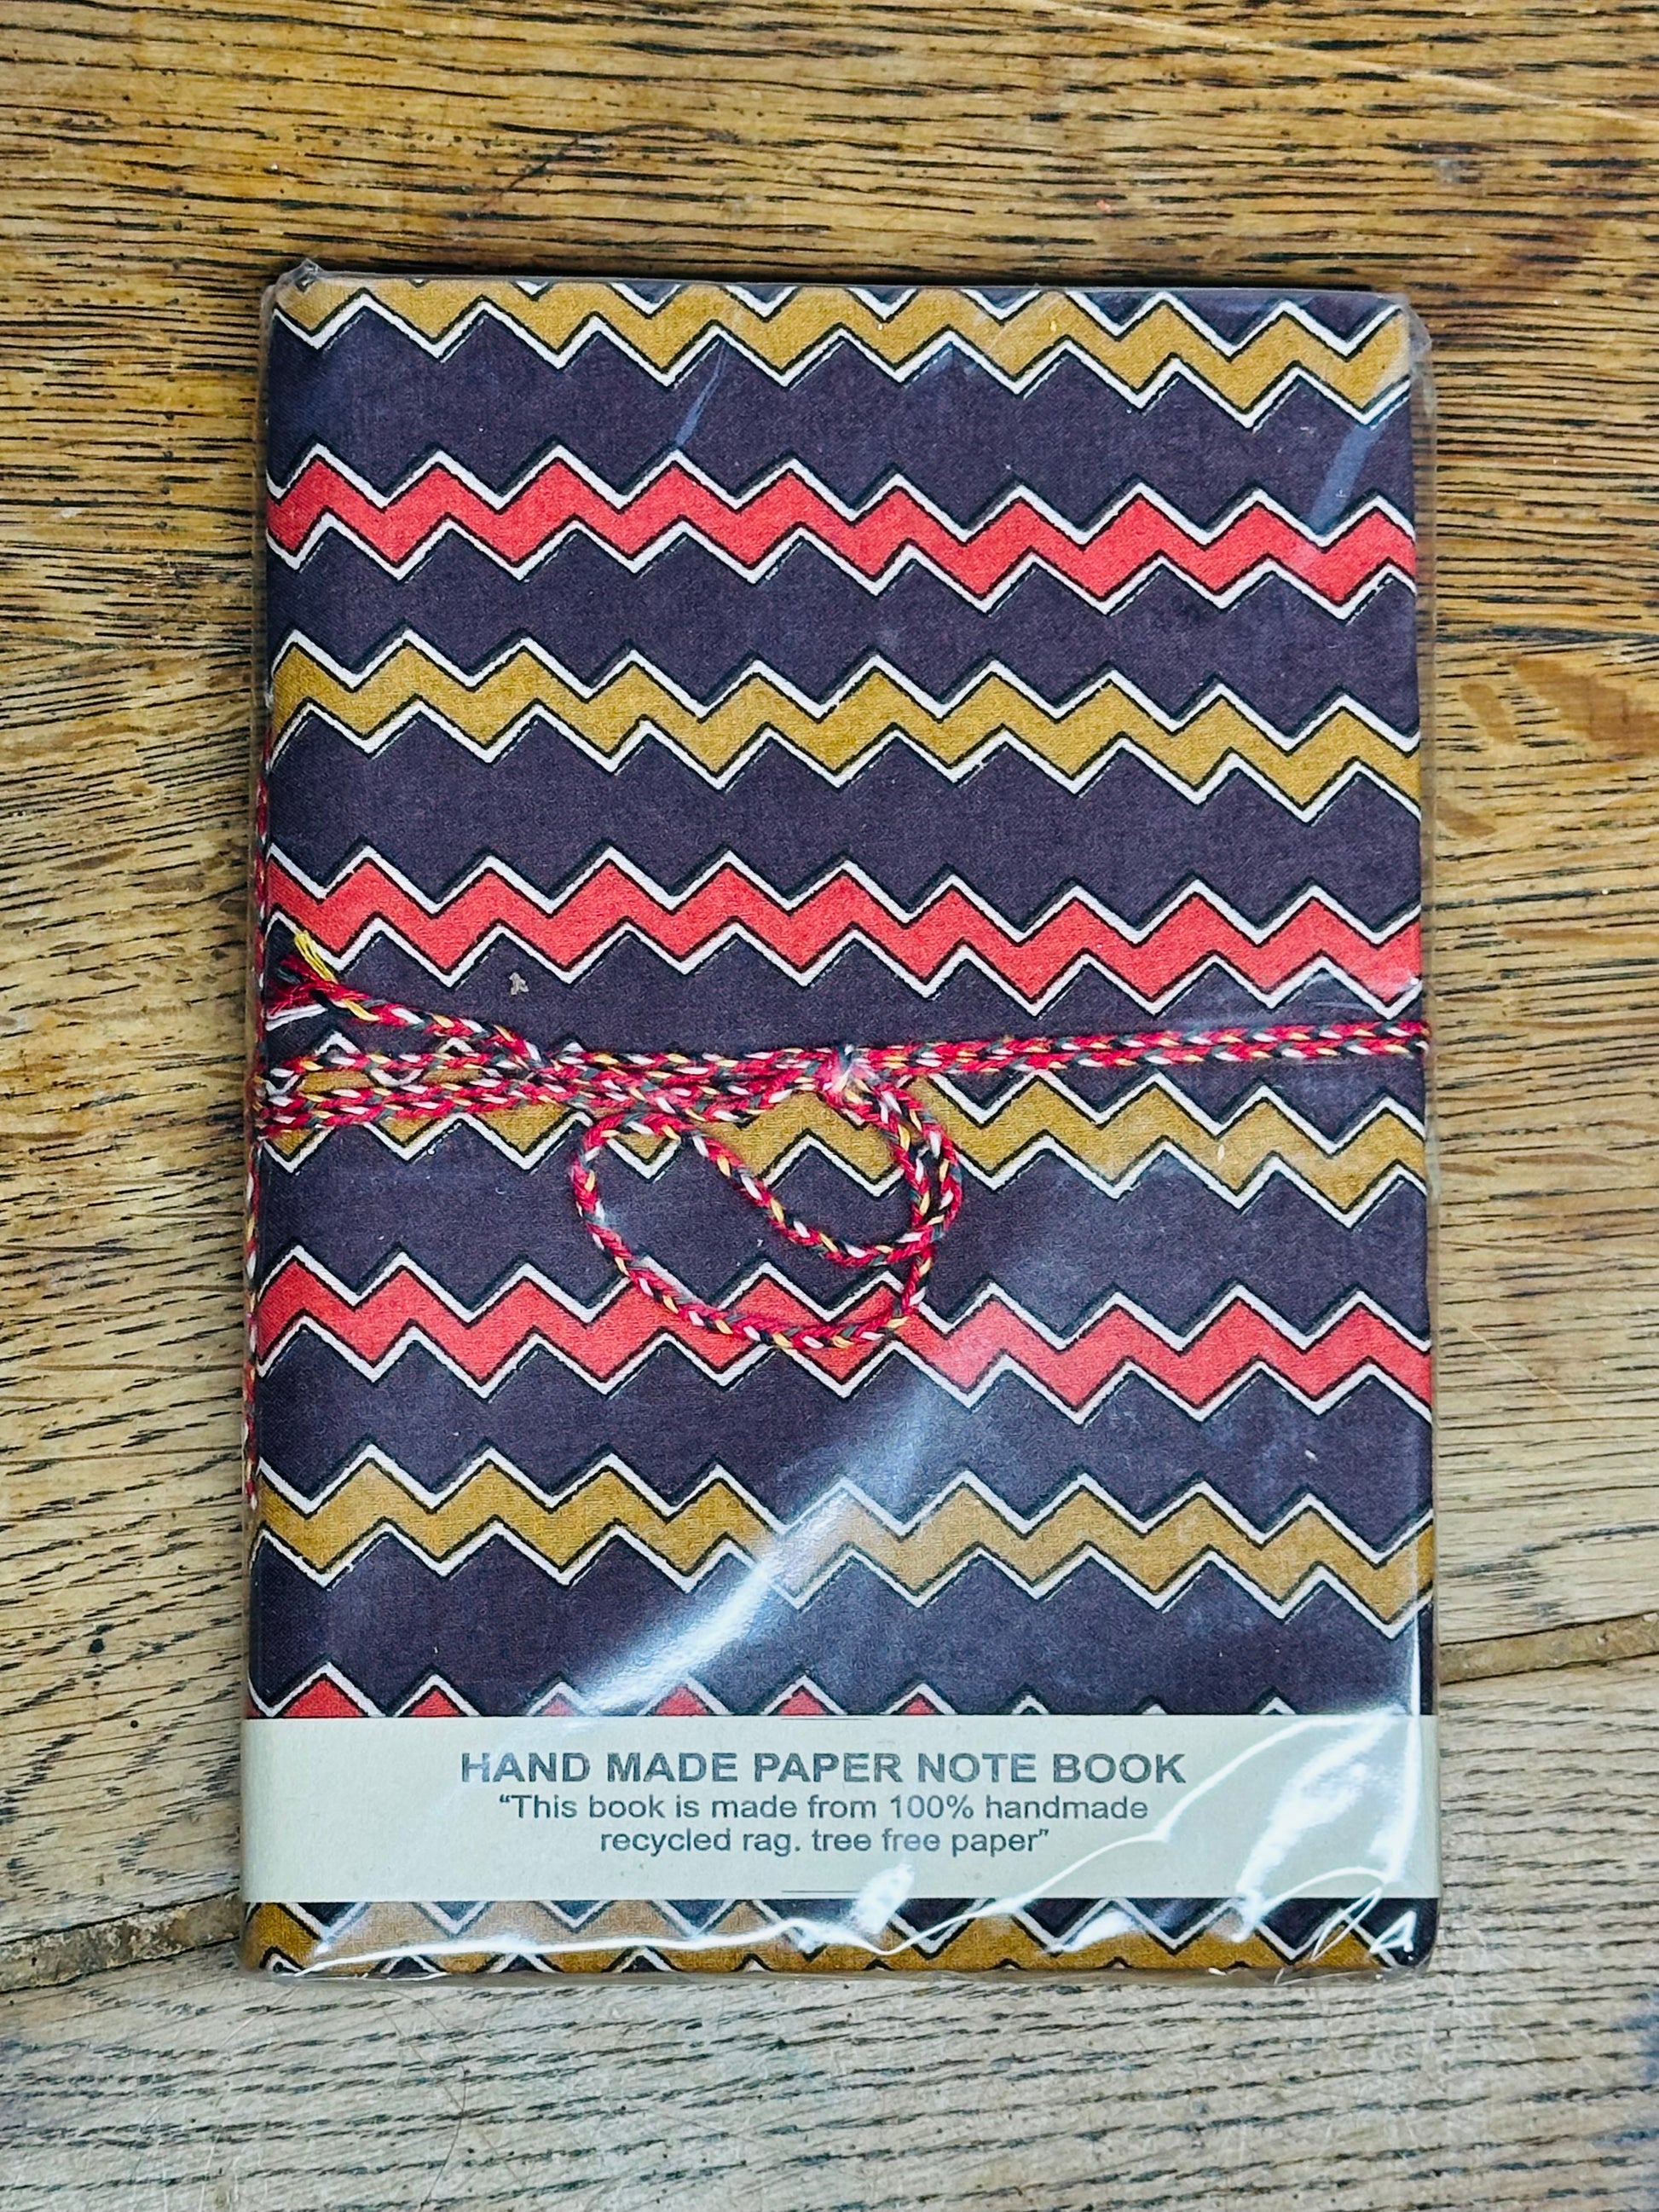 HAND MADE PAPER NOTE BOOK
“This book is made from 100% handmade
recycled rag. tree free paper”